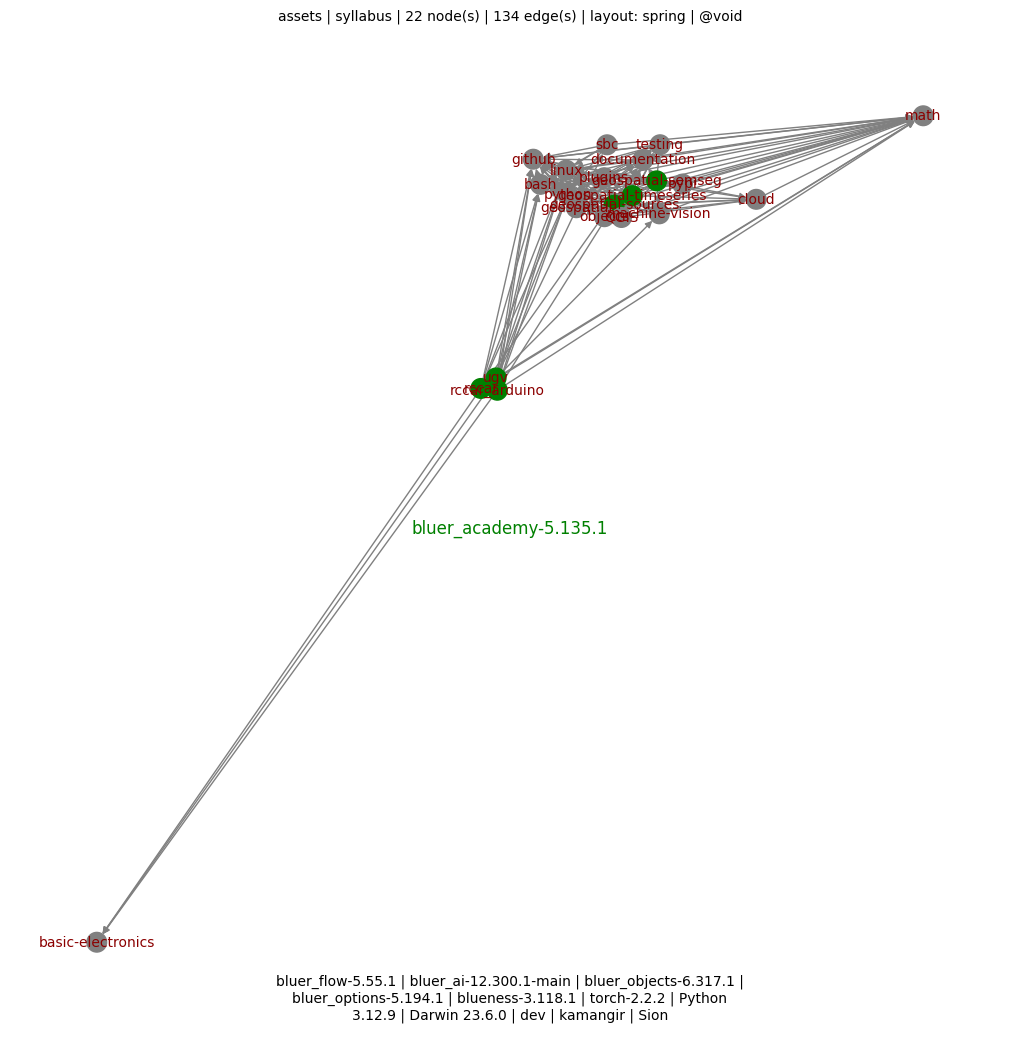 assets | syllabus | 22 node(s) | 134 edge(s) | layout: spring | @void
math
sbc
testing
github
documentation
linux
plugins
geospatial-semseg
bash
pypi
python
geospatial-timeseries
cloud
geospatial-sources
machine-vision
objects
ugv
rccar-arduino
bluer_academy-5.135.1
basic-electronics
bluer_flow-5.55.1 | bluer_ai-12.300.1-main | bluer_objects-6.317.1 |
bluer_options-5.194.1 | blueness-3.118.1 | torch-2.2.2 | Python
3.12.9 | Darwin 23.6.0 | dev | kamangir | Sion